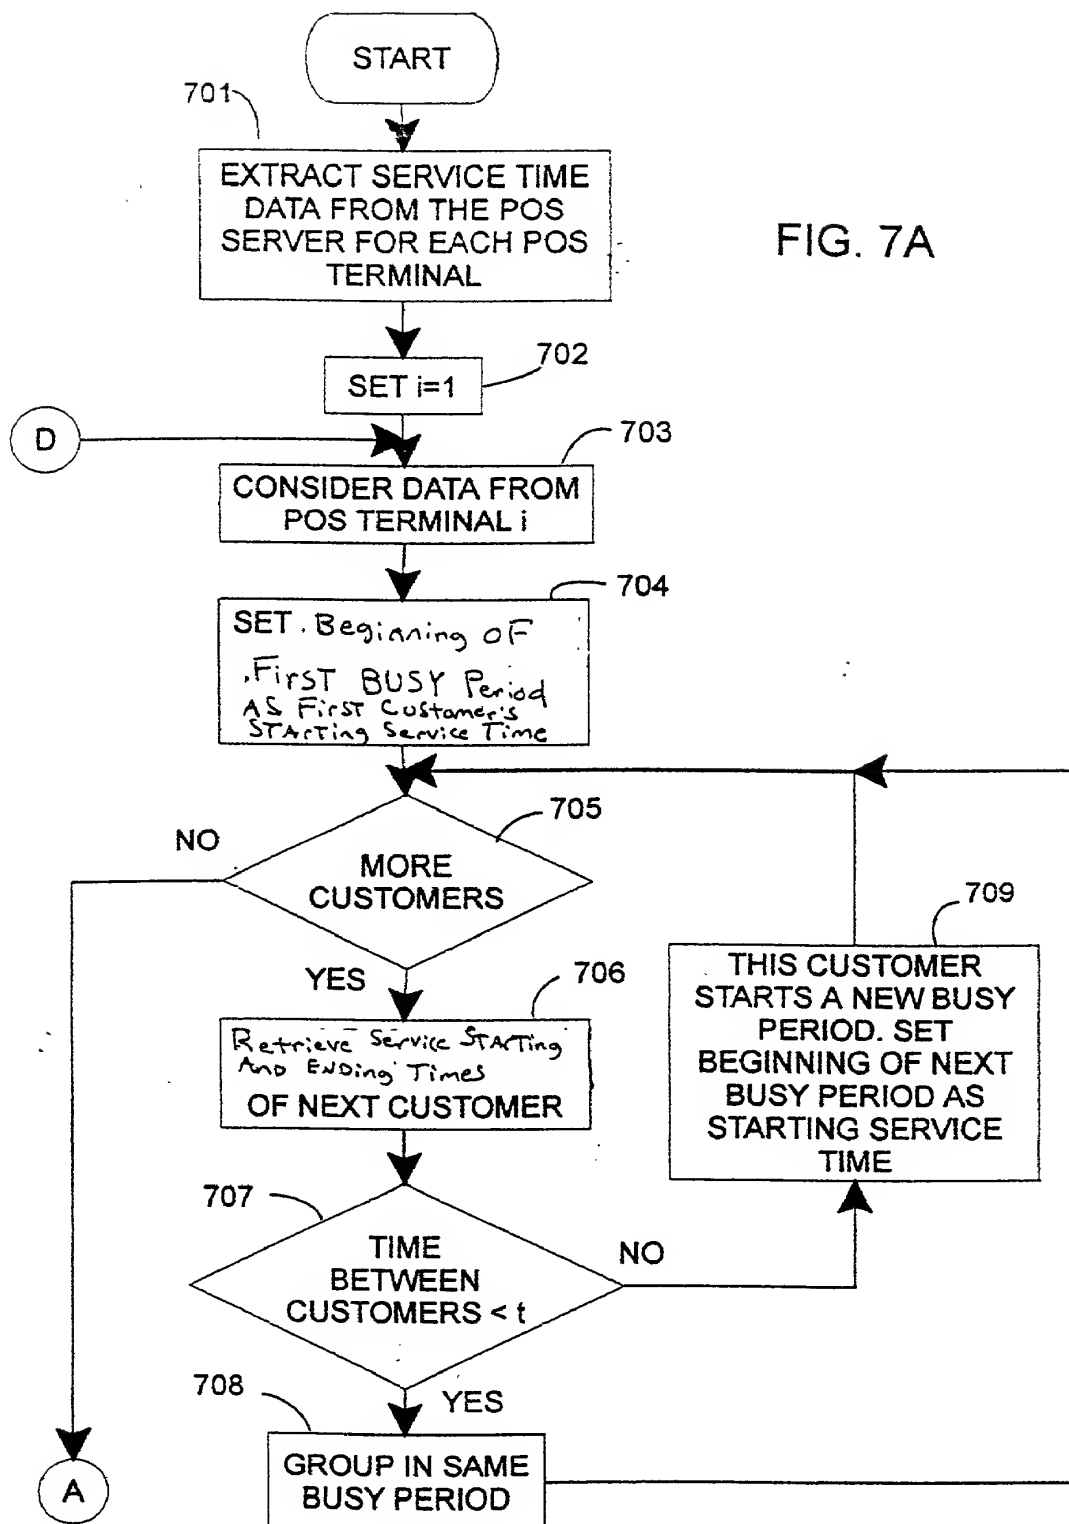 START
701
EXTRACT SERVICE TIME
DATA FROM THE POS
SERVER FOR EACH POS
TERMINAL
FIG. 7A
702
SET i=1
D
703
CONSIDER DATA FROM
POS TERMINAL i
704
SET Beginning OF
First BUSY Period
AS First Customer's
STArting Service Time
705
NO
MORE
CUSTOMERS
YES
706
Retrieve Service STArting
AND ENDing Times
OF NEXT CUSTOMER
709
THIS CUSTOMER
STARTS A NEW BUSY
PERIOD. SET
BEGINNING OF NEXT
BUSY PERIOD AS
STARTING SERVICE
TIME
707
TIME
BETWEEN
CUSTOMERS < t
NO
YES
708
GROUP IN SAME
BUSY PERIOD
A